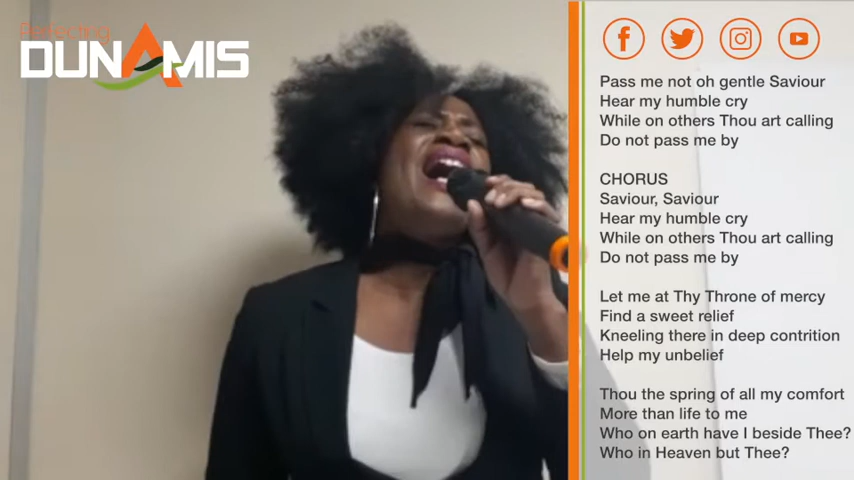 Perfecting
DUNAMIS
Pass me not oh gentle Saviour
Hear my humble cry
While on others Thou art calling
Do not pass me by
CHORUS
Saviour, Saviour
Hear my humble cry
While on others Thou art calling
Do not pass me by
Let me at Thy Throne of mercy
Find a sweet relief
Kneeling there in deep contrition
Help my unbelief
Thou the spring of all my comfort
More than life to me
Who on earth have I beside Thee?
Who in Heaven but Thee?